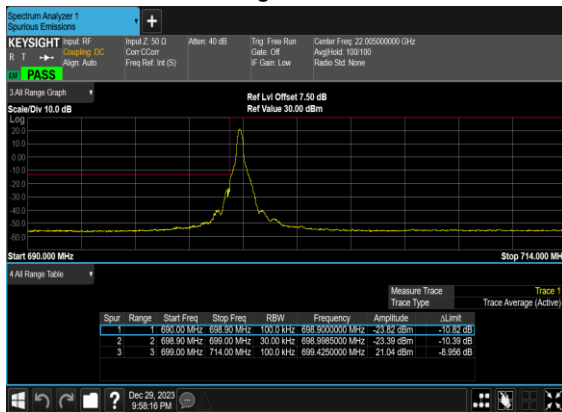 Spectrum Analyzer 1
Spurious Emissions
KEYSIGHT Input: RF Input Z: 50 Ω Atten: 40 dB Trig: Free Run Center Freq: 22.005000000 GHz
R T Coupling: DC Corr CCorr Gate: Off Avg|Hold: 100/100
Align: Auto Freq Ref: Int (S) IF Gain: Low Radio Std: None
PASS
3 All Range Graph
Ref Lvl Offset 7.50 dB
Scale/Div 10.0 dB Ref Value 30.00 dBm
Log
20.0
10.0
0.00
-10.0
-20.0
-30.0
-40.0
-50.0
-60.0
Start 690.000 MHz Stop 714.000 MH
4 All Range Table
Measure Trace Trace 1
Trace Type Trace Average (Active)
Spur Range Start Freq Stop Freq RBW Frequency Amplitude ΔLimit
1 1 690.00 MHz 698.90 MHz 100.0 kHz 698.9000000 MHz -23.82 dBm -10.82 dB
2 2 698.90 MHz 699.00 MHz 30.00 kHz 698.9985000 MHz -23.39 dBm -10.39 dB
3 3 699.00 MHz 714.00 MHz 100.0 kHz 699.4250000 MHz 21.04 dBm -8.956 dB
? Dec 29, 2023
9:58:16 PM